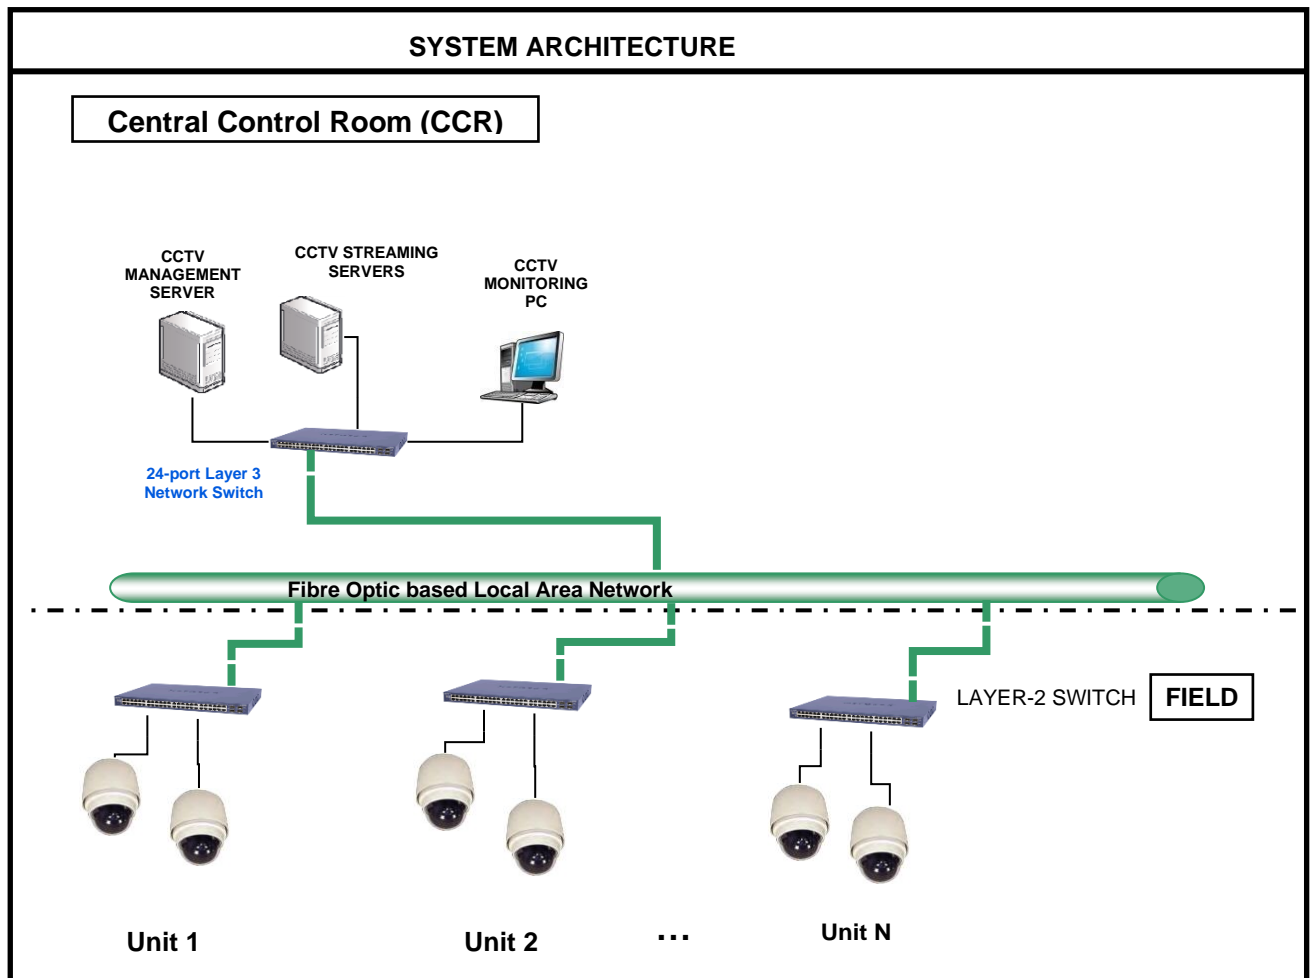 SYSTEM ARCHITECTURE
Central Control Room (CCR)
CCTV
MANAGEMENT
SERVER
CCTV STREAMING
SERVERS
CCTV
MONITORING
PC
24-port Layer 3
Network Switch
Fibre Optic based Local Area Network
LAYER-2 SWITCH
FIELD
Unit 1
Unit 2
...
Unit N